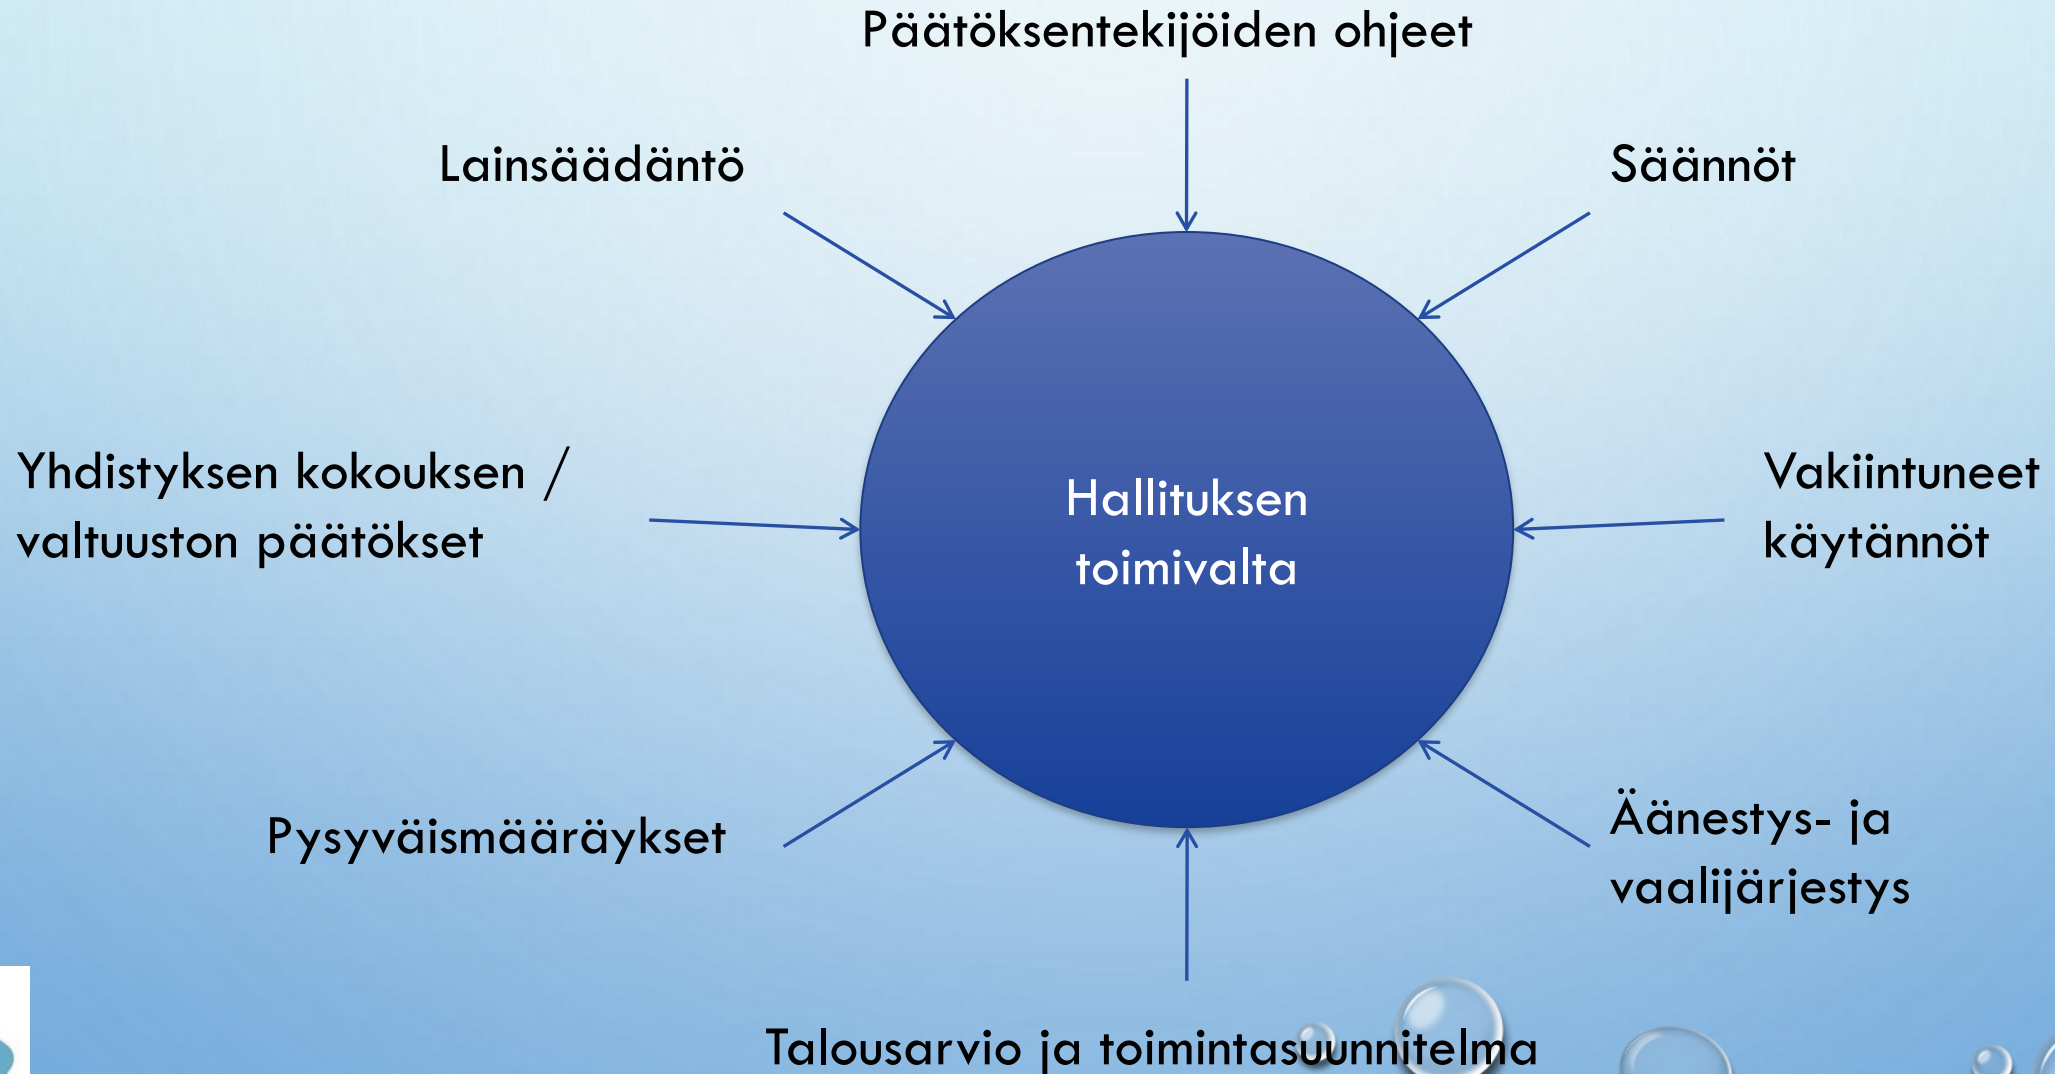 Päätöksentekijöiden ohjeet
Lainsäädäntö
Säännöt
Yhdistyksen kokouksen /
valtuuston päätökset
Hallituksen
toimivalta
Vakiintuneet
käytännöt
Pysyväismääräykset
Äänestys- ja
vaalijärjestys
Talousarvio ja toimintasuunnitelma